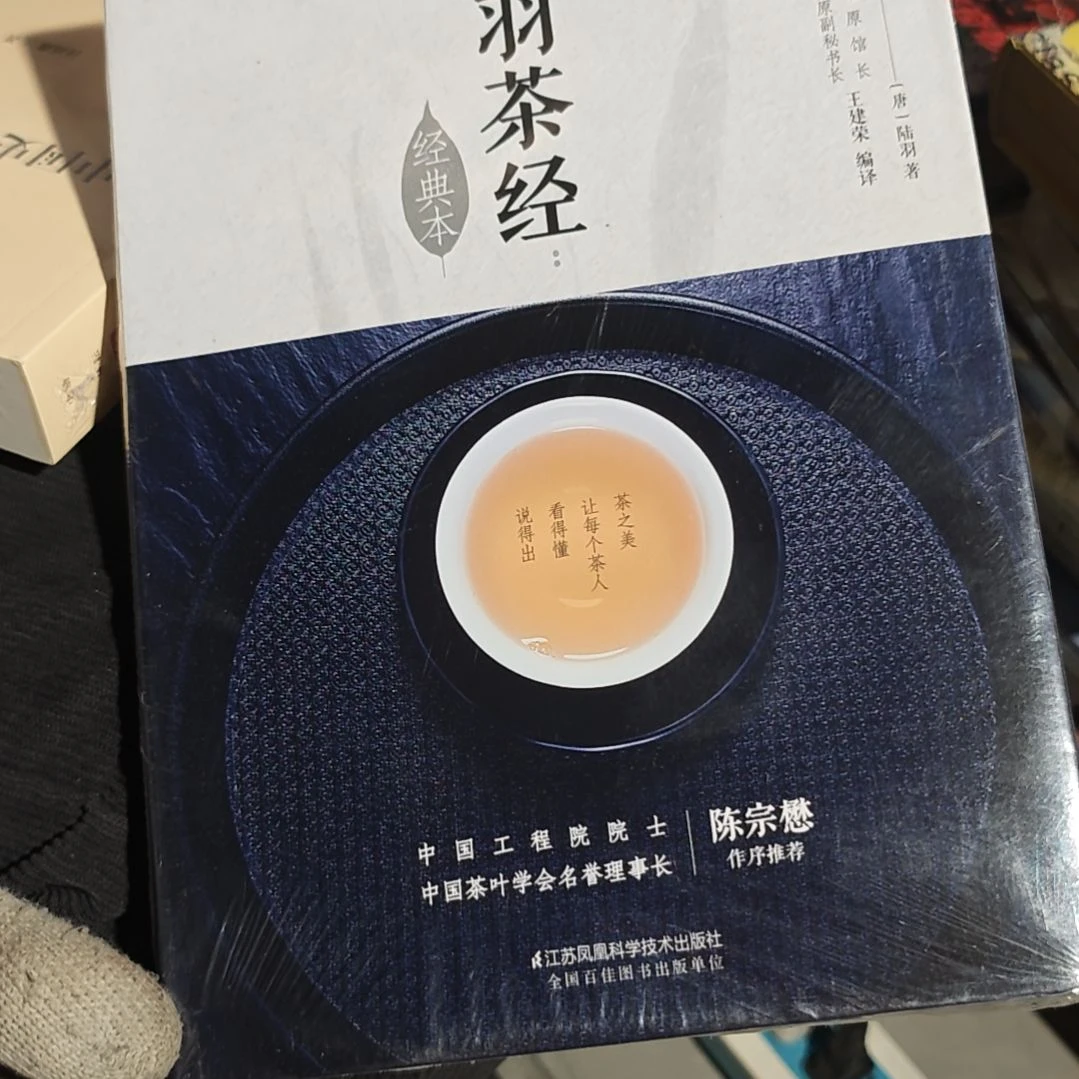 羽茶经
经典本
(唐)陆羽 著
原馆长
原副秘书长
王建荣 编译
茶之美
让每个茶人
看得懂
说得出
中国工程院院士
中国茶叶学会名誉理事长
陈宗懋
作序推荐
江苏凤凰科学技术出版社
全国百佳图书出版单位
中国史